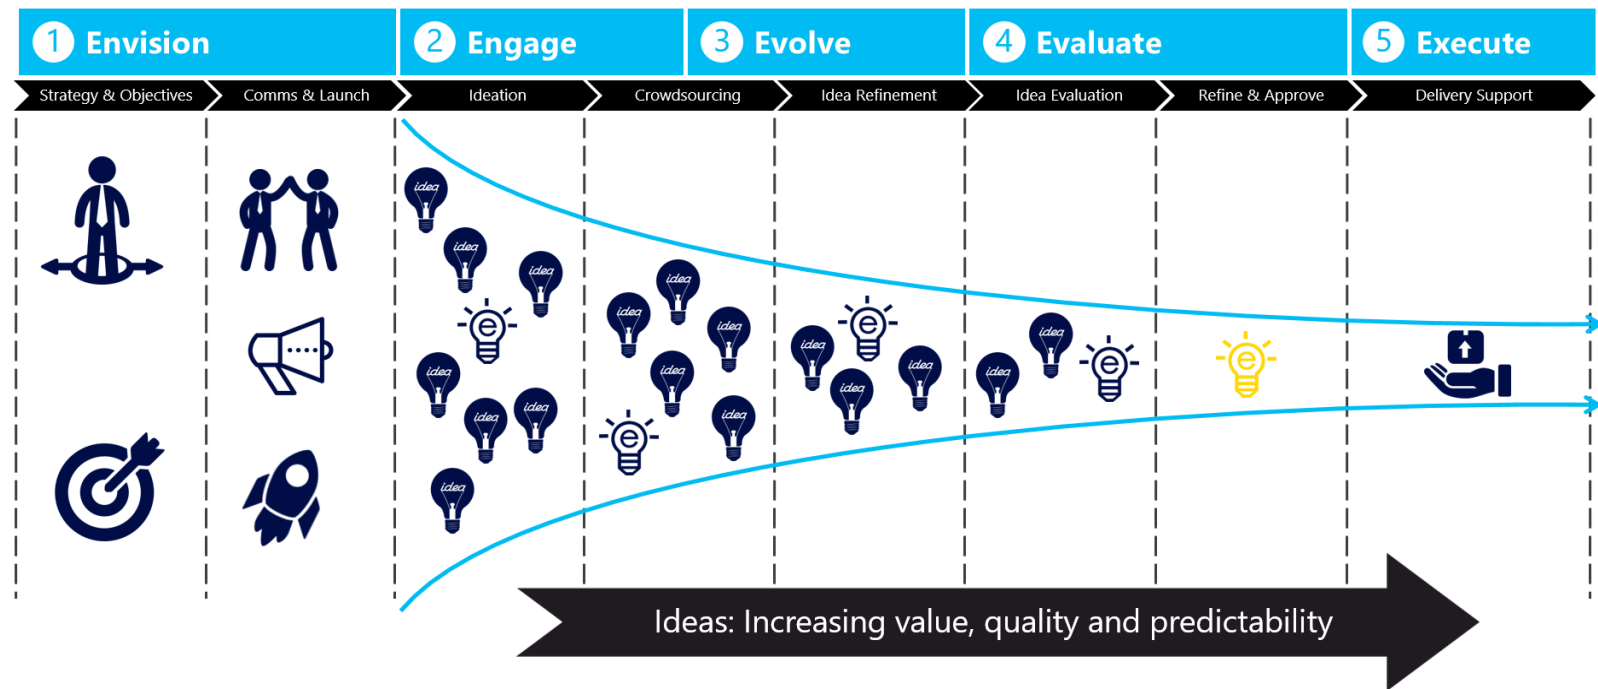 1 Envision
2 Engage
3 Evolve
4 Evaluate
5 Execute
Strategy & Objectives
Comms & Launch
Ideation
Crowdsourcing
Idea Refinement
Idea Evaluation
Refine & Approve
Delivery Support
idea
idea
idea
e
idea
idea
idea
idea
idea
idea
idea
idea
idea
e
idea
e
idea
idea
idea
e
idea
e
Ideas: Increasing value, quality and predictability